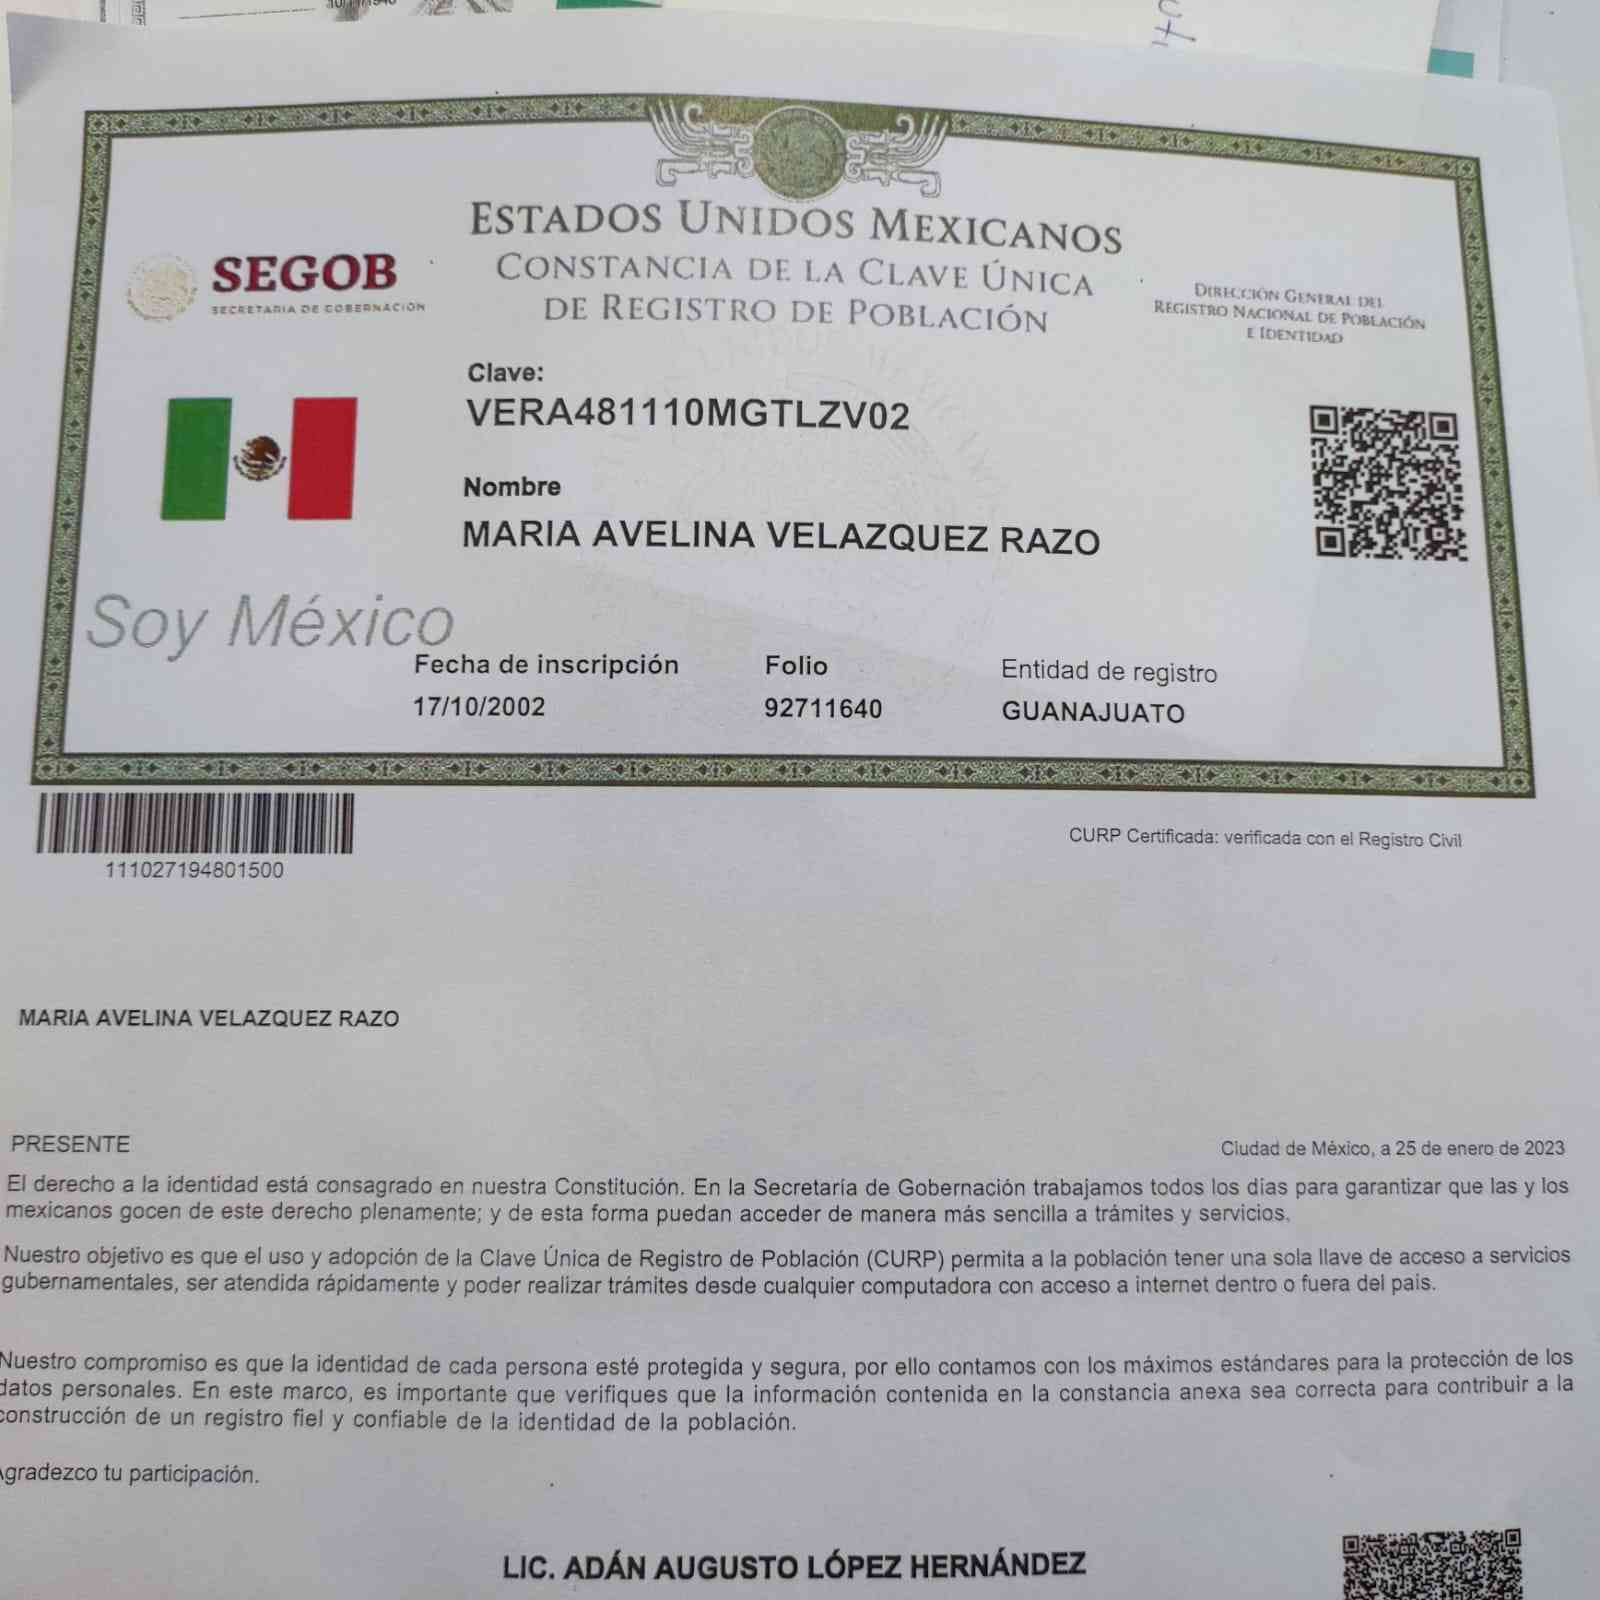 ESTADOS UNIDOS MEXICANOS
CONSTANCIA DE LA CLAVE ÚNICA
DE REGISTRO DE POBLACIÓN
SEGOB
SECRETARIA DE GOBERNACIÓN
DIRECCIÓN GENERAL DEL
REGISTRO NACIONAL DE POBLACIÓN
E IDENTIDAD
Clave:
VERA481110MGTLZV02
Nombre
MARIA AVELINA VELAZQUEZ RAZO
Soy México
Fecha de inscripción Folio Entidad de registro
17/10/2002 92711640 GUANAJUATO
111027194801500
CURP Certificada: verificada con el Registro Civil
MARIA AVELINA VELAZQUEZ RAZO
PRESENTE
Ciudad de México, a 25 de enero de 2023
El derecho a la identidad está consagrado en nuestra Constitución. En la Secretaría de Gobernación trabajamos todos los días para garantizar que las y los
mexicanos gocen de este derecho plenamente; y de esta forma puedan acceder de manera más sencilla a trámites y servicios.
Nuestro objetivo es que el uso y adopción de la Clave Única de Registro de Población (CURP) permita a la población tener una sola llave de acceso a servicios
gubernamentales, ser atendida rápidamente y poder realizar trámites desde cualquier computadora con acceso a internet dentro o fuera del país.
Nuestro compromiso es que la identidad de cada persona esté protegida y segura, por ello contamos con los máximos estándares para la protección de los
datos personales. En este marco, es importante que verifiques que la información contenida en la constancia anexa sea correcta para contribuir a la
construcción de un registro fiel y confiable de la identidad de la población.
Agradezco tu participación.
LIC. ADÁN AUGUSTO LÓPEZ HERNÁNDEZ